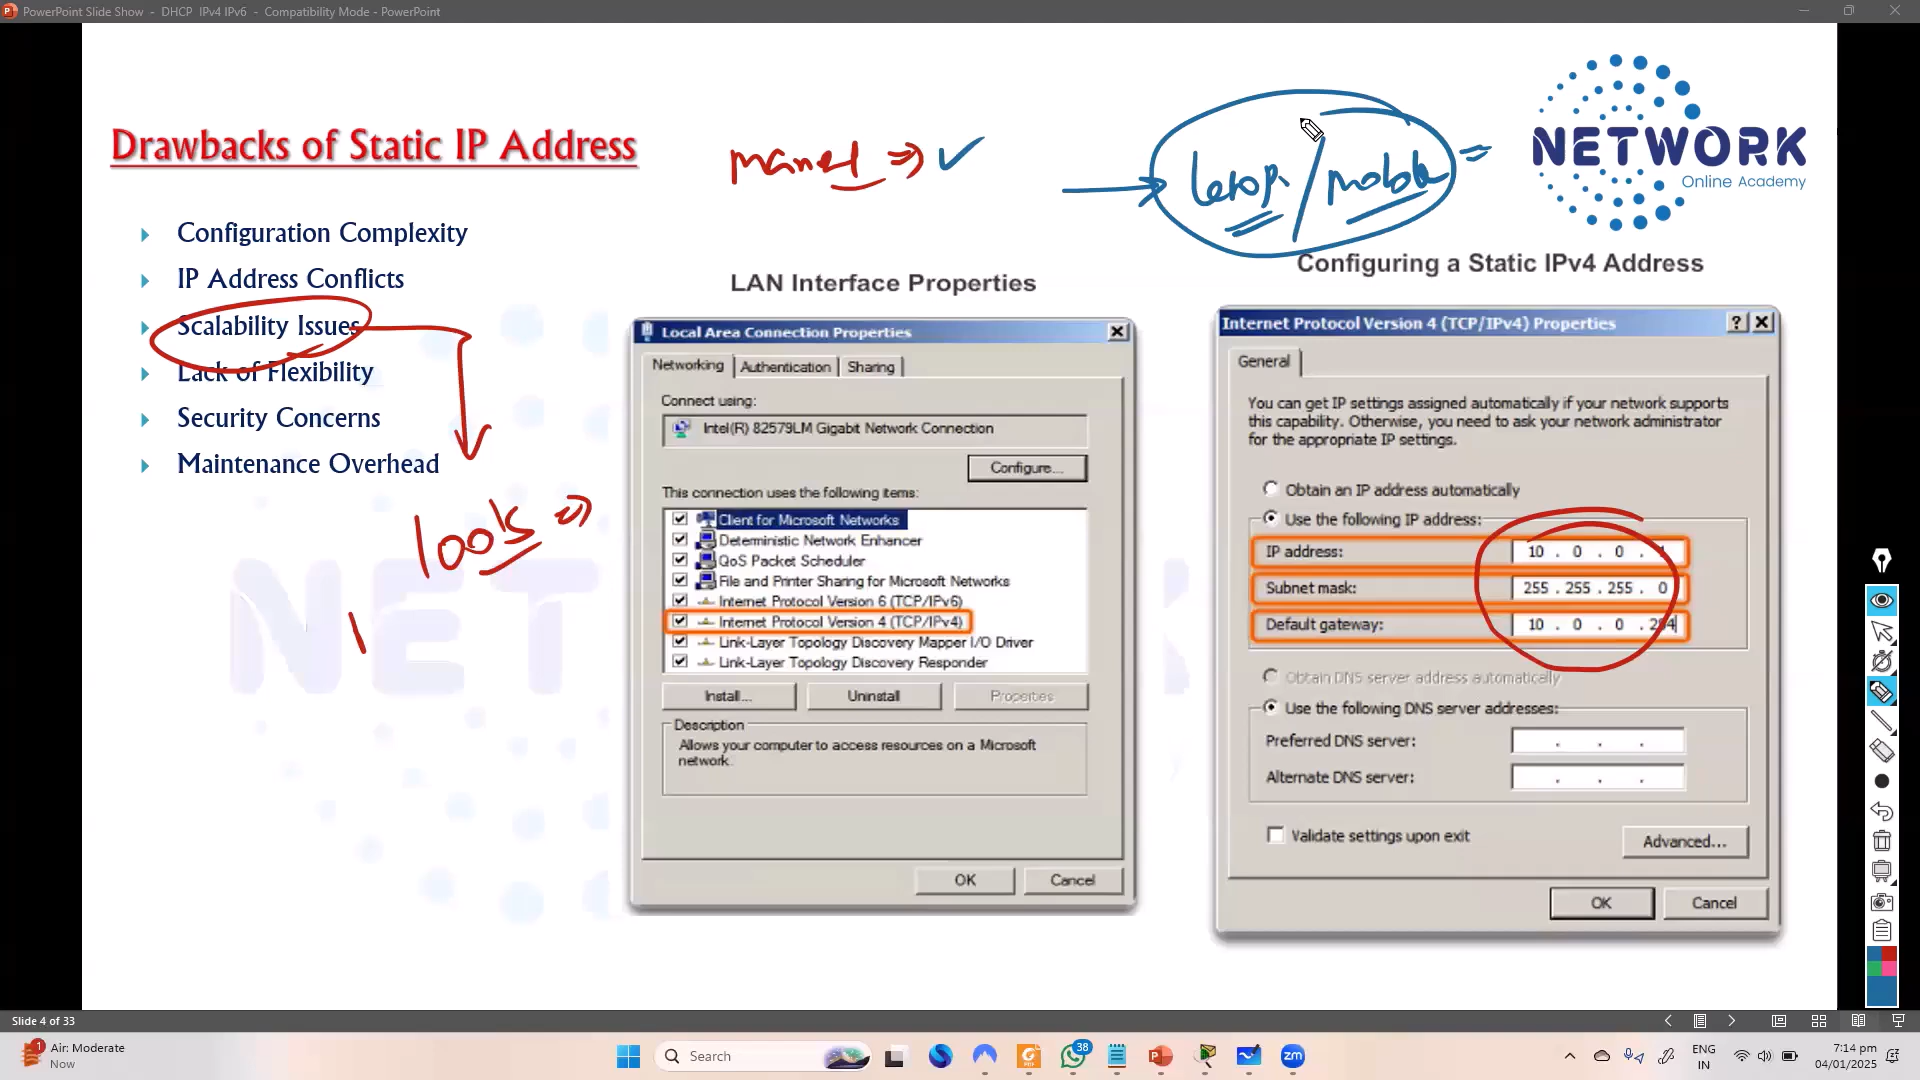 PowerPoint Slide Show - DHCP IPv4 IPv6 - Compatibility Mode - PowerPoint
Drawbacks of Static IP Address
NETWORK
Online Academy
Configuration Complexity
IP Address Conflicts
Scalability Issues
Lack of Flexibility
Security Concerns
Maintenance Overhead
100's
LAN Interface Properties
Local Area Connection Properties
Networking
Authentication
Sharing
Connect using:
Intel(R) 82579LM Gigabit Network Connection
Configure...
This connection uses the following items:
Client for Microsoft Networks
Deterministic Network Enhancer
QoS Packet Scheduler
File and Printer Sharing for Microsoft Networks
Internet Protocol Version 6 (TCP/IPv6)
Internet Protocol Version 4 (TCP/IPv4)
Link-Layer Topology Discovery Mapper I/O Driver
Link-Layer Topology Discovery Responder
Install...
Uninstall
Properties
Description
Allows your computer to access resources on a Microsoft
network.
OK
Cancel
Configuring a Static IPv4 Address
Internet Protocol Version 4 (TCP/IPv4) Properties
General
You can get IP settings assigned automatically if your network supports
this capability. Otherwise, you need to ask your network administrator
for the appropriate IP settings.
Obtain an IP address automatically
Use the following IP address:
IP address: 10 . 0 . 0 .
Subnet mask: 255 . 255 . 255 . 0
Default gateway: 10 . 0 . 0 .
Obtain DNS server address automatically
Use the following DNS server addresses:
Preferred DNS server: . . .
Alternate DNS server: . . .
Validate settings upon exit
Advanced...
OK
Cancel
NET
Slide 4 of 33
1
Air: Moderate
Now
Search
38
zm
ENG
IN
7:14 pm
04/01/2025